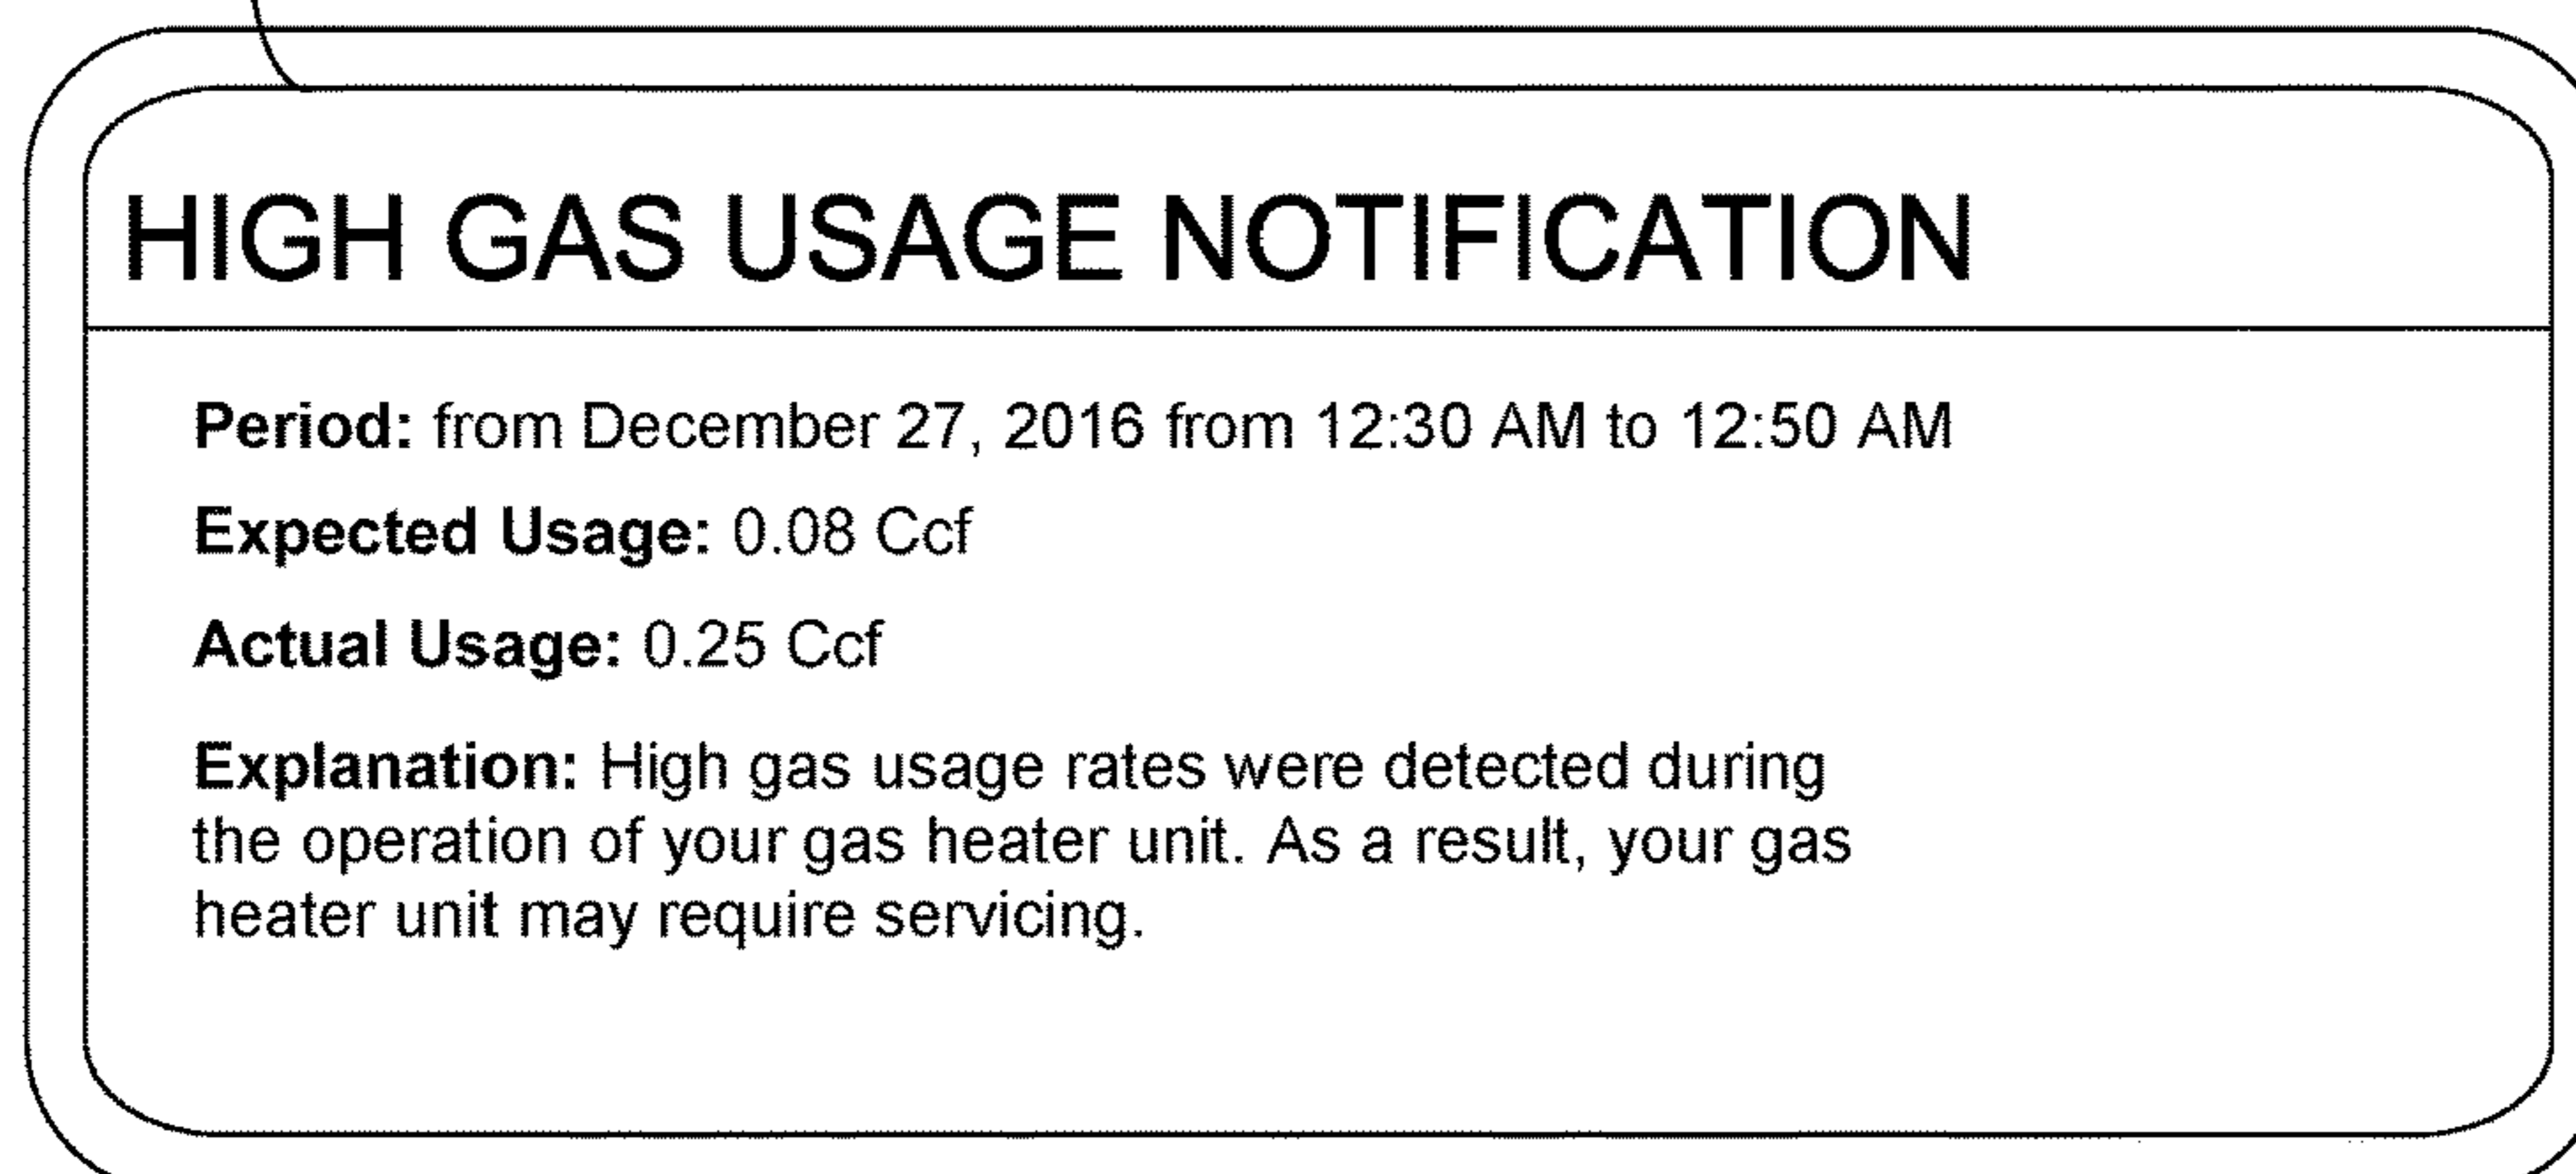 HIGH GAS USAGE NOTIFICATION
Period: from December 27, 2016 from 12:30 AM to 12:50 AM
Expected Usage: 0.08 Ccf
Actual Usage: 0.25 Ccf
Explanation: High gas usage rates were detected during
the operation of your gas heater unit. As a result, your gas
heater unit may require servicing.